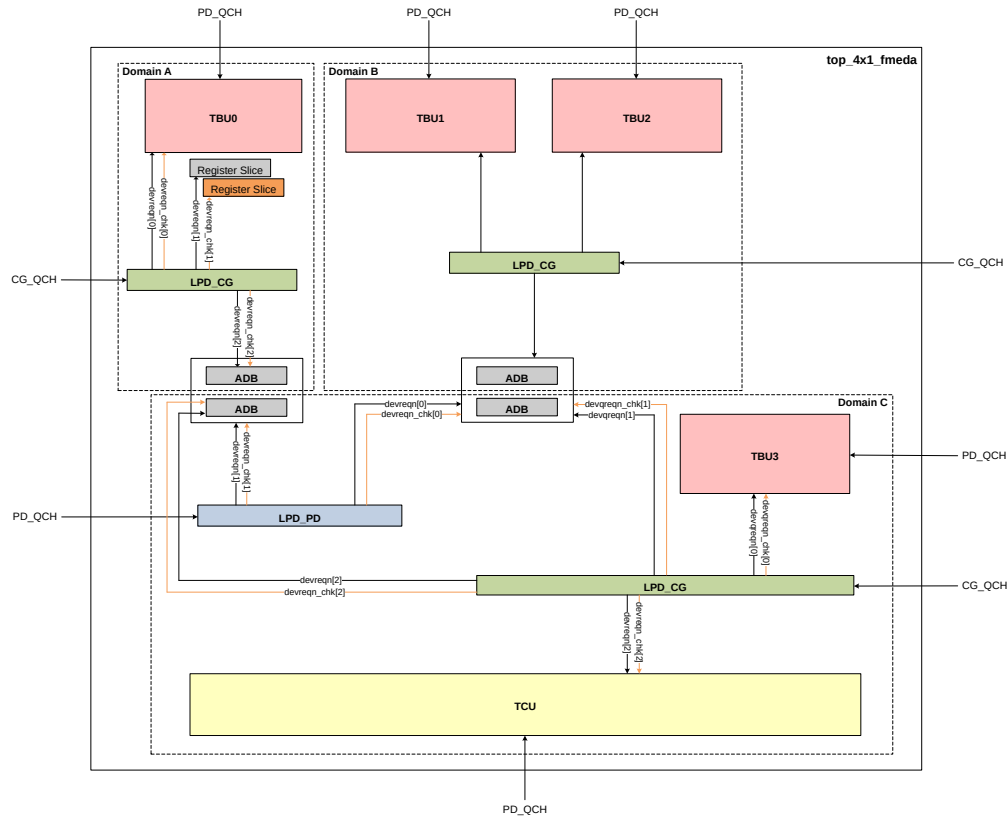 PD_QCH
PD_QCH
PD_QCH
top_4x1_fmeda
Domain A
Domain B
TBU0
TBU1
TBU2
Register Slice
Register Slice
devreqn[0]
devreqn_chk[0]
devreqn[1]
devreqn_chk[1]
CG_QCH
LPD_CG
LPD_CG
CG_QCH
devreqn[2]
devreqn_chk[2]
ADB
ADB
ADB
ADB
Domain C
devreqn[0]
devreqn_chk[0]
devqreqn_chk[1]
devqreqn[1]
devreqn[1]
devreqn_chk[1]
TBU3
PD_QCH
PD_QCH
LPD_PD
devqreqn[0]
devqreqn_chk[0]
devreqn[2]
devreqn_chk[2]
LPD_CG
CG_QCH
devreqn[2]
devreqn_chk[2]
TCU
PD_QCH